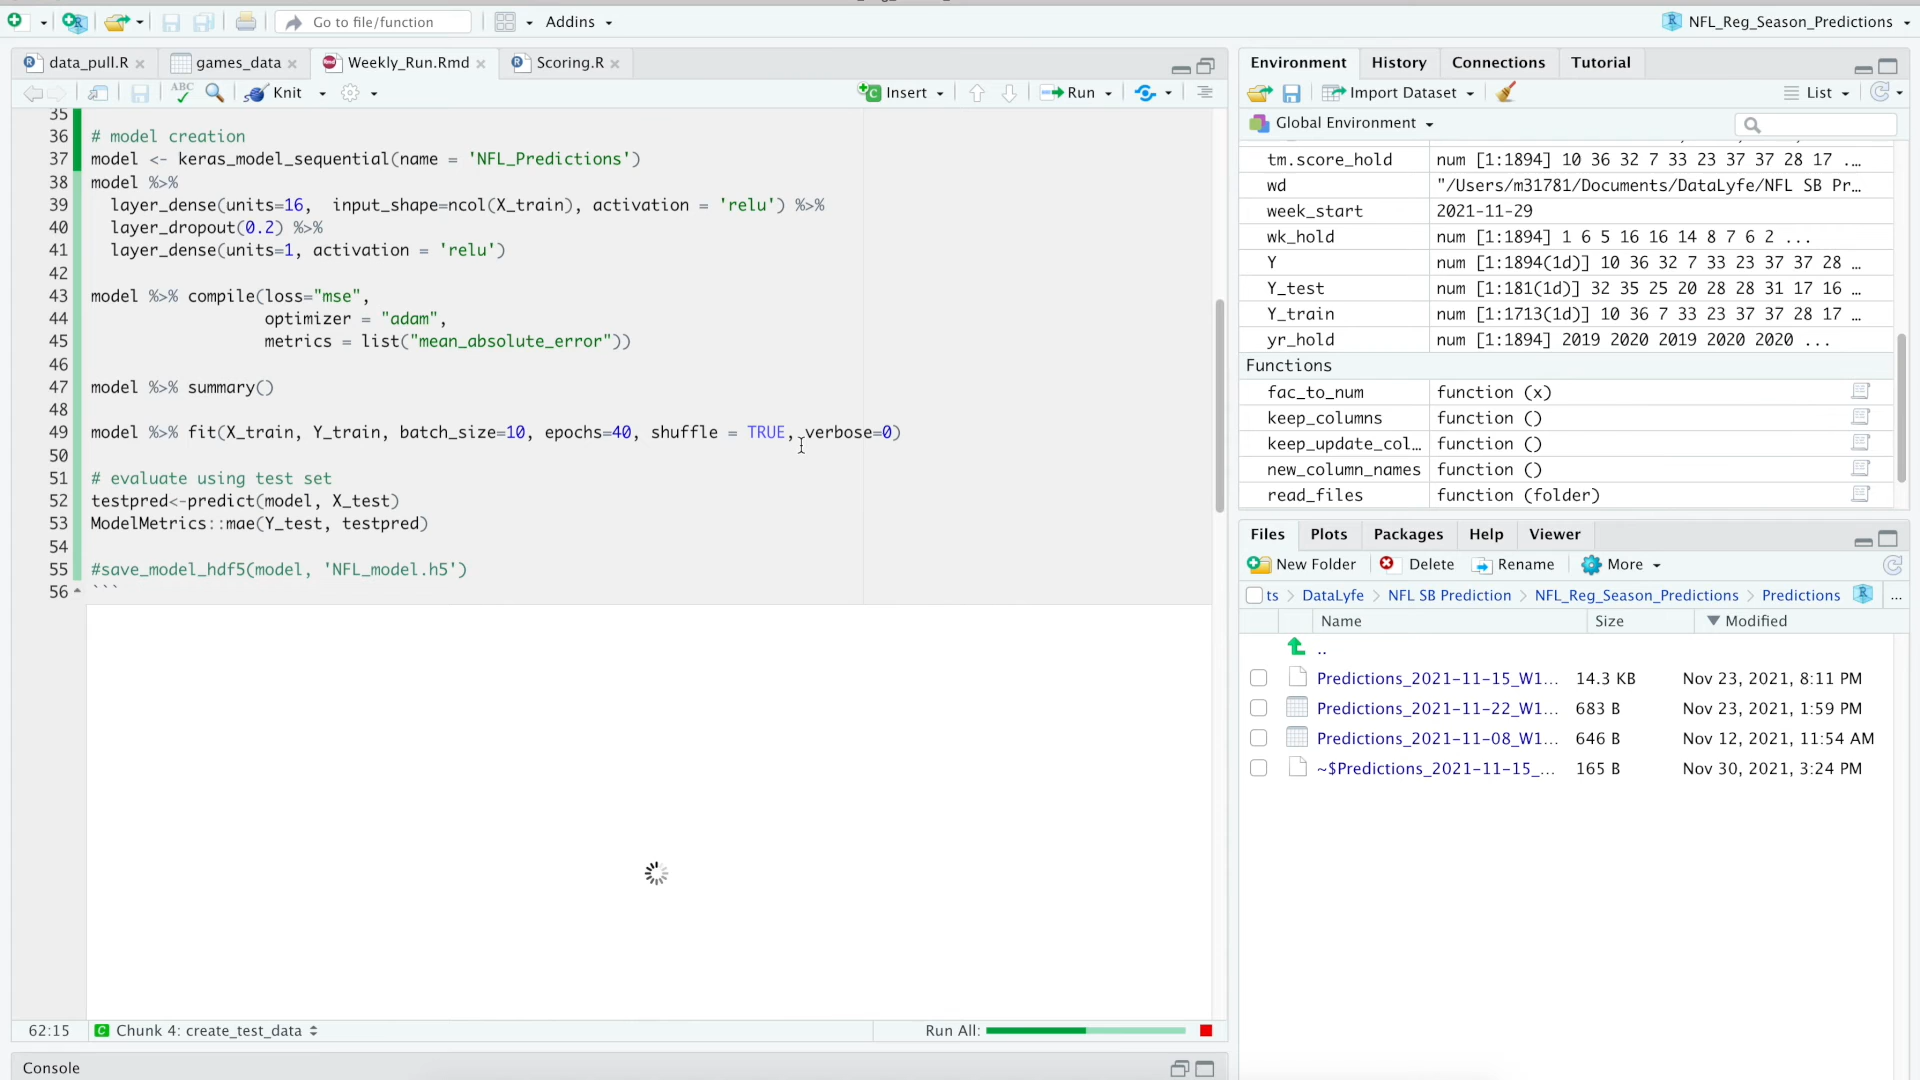 Go to file/function
Addins
NFL_Reg_Season_Predictions
data_pull.R
games_data
Weekly_Run.Rmd
Scoring.R
ABC
Knit
Insert
Run
35
36 # model creation
37 model <- keras_model_sequential(name = 'NFL_Predictions')
38 model %>%
39 layer_dense(units=16, input_shape=ncol(X_train), activation = 'relu') %>%
40 layer_dropout(0.2) %>%
41 layer_dense(units=1, activation = 'relu')
42
43 model %>% compile(loss="mse",
44 optimizer = "adam",
45 metrics = list("mean_absolute_error"))
46
47 model %>% summary()
48
49 model %>% fit(X_train, Y_train, batch_size=10, epochs=40, shuffle = TRUE, verbose=0)
50
51 # evaluate using test set
52 testpred<-predict(model, X_test)
53 ModelMetrics::mae(Y_test, testpred)
54
55 #save_model_hdf5(model, 'NFL_model.h5')
56 ```
62:15
Chunk 4: create_test_data
Run All:
Console
Environment
History
Connections
Tutorial
Import Dataset
List
Global Environment
tm.score_hold num [1:1894] 10 36 32 7 33 23 37 37 28 17 ...
wd "/Users/m31781/Documents/DataLyfe/NFL SB Pr...
week_start 2021-11-29
wk_hold num [1:1894] 1 6 5 16 16 14 8 7 6 2 ...
Y num [1:1894(1d)] 10 36 32 7 33 23 37 37 28 ...
Y_test num [1:181(1d)] 32 35 25 20 28 28 31 17 16 ...
Y_train num [1:1713(1d)] 10 36 7 33 23 37 37 28 17 ...
yr_hold num [1:1894] 2019 2020 2019 2020 2020 ...
Functions
fac_to_num function (x)
keep_columns function ()
keep_update_col... function ()
new_column_names function ()
read_files function (folder)
Files
Plots
Packages
Help
Viewer
New Folder
Delete
Rename
More
ts > DataLyfe > NFL SB Prediction > NFL_Reg_Season_Predictions > Predictions
...
Name Size Modified
..
Predictions_2021-11-15_W1... 14.3 KB Nov 23, 2021, 8:11 PM
Predictions_2021-11-22_W1... 683 B Nov 23, 2021, 1:59 PM
Predictions_2021-11-08_W1... 646 B Nov 12, 2021, 11:54 AM
~$Predictions_2021-11-15_... 165 B Nov 30, 2021, 3:24 PM